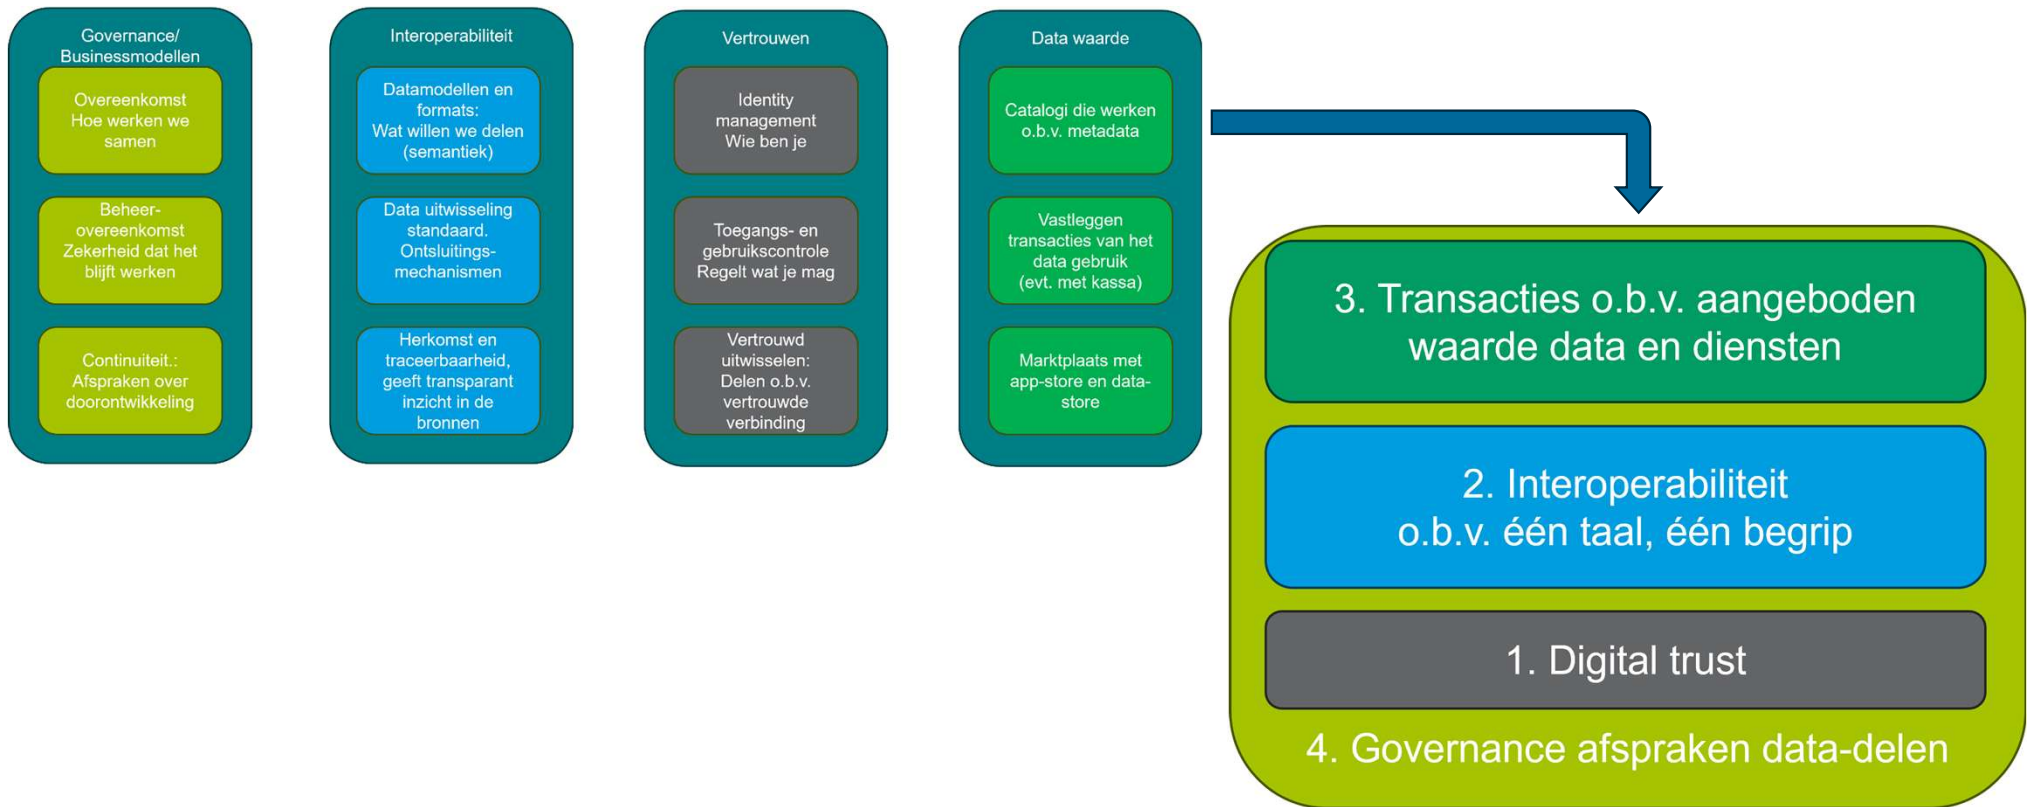 Governance/
Businessmodellen
Overeenkomst
Hoe werken we
samen
Beheer-
overeenkomst
Zekerheid dat het
blijft werken
Continuiteit.:
Afspraken over
doorontwikkeling
Interoperabiliteit
Datamodellen en
formats:
Wat willen we delen
(semantiek)
Data uitwisseling
standaard.
Ontsluitings-
mechanismen
Herkomst en
traceerbaarheid,
geeft transparant
inzicht in de
bronnen
Vertrouwen
Identity
management
Wie ben je
Toegangs- en
gebruikscontrole
Regelt wat je mag
Vertrouwd
uitwisselen:
Delen o.b.v.
vertrouwde
verbinding
Data waarde
Catalogi die werken
o.b.v. metadata
Vastleggen
transacties van het
data gebruik
(evt. met kassa)
Marktplaats met
app-store en data-
store
3. Transacties o.b.v. aangeboden
waarde data en diensten
2. Interoperabiliteit
o.b.v. één taal, één begrip
1. Digital trust
4. Governance afspraken data-delen